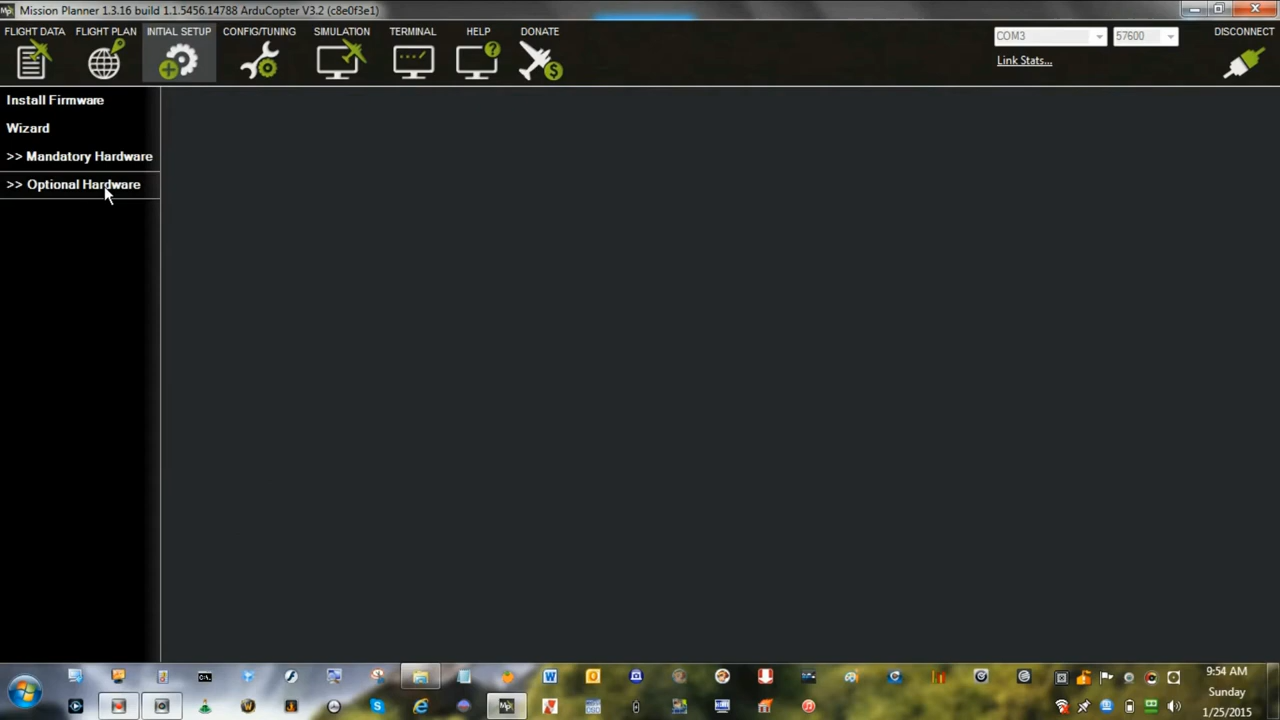 Mission Planner 1.3.16 build 1.1.5456.14788 ArduCopter V3.2 (c8e0f3e1)
FLIGHT DATA FLIGHT PLAN INITIAL SETUP CONFIG/TUNING SIMULATION TERMINAL HELP DONATE
COM3 57600 DISCONNECT
Link Stats...
Install Firmware
Wizard
>> Mandatory Hardware
>> Optional Hardware
9:54 AM
Sunday
1/25/2015